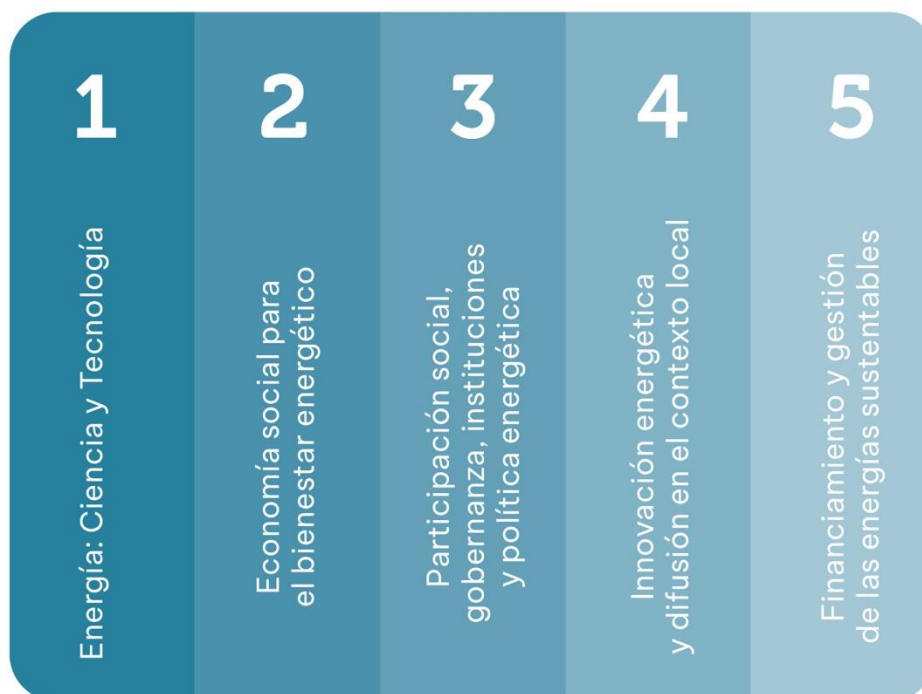 1
Energía: Ciencia y Tecnología
2
Economía social para
el bienestar energético
3
Participación social,
gobernanza, instituciones
y política energética
4
Innovación energética
y difusión en el contexto local
5
Financiamiento y gestión
de las energías sustentables